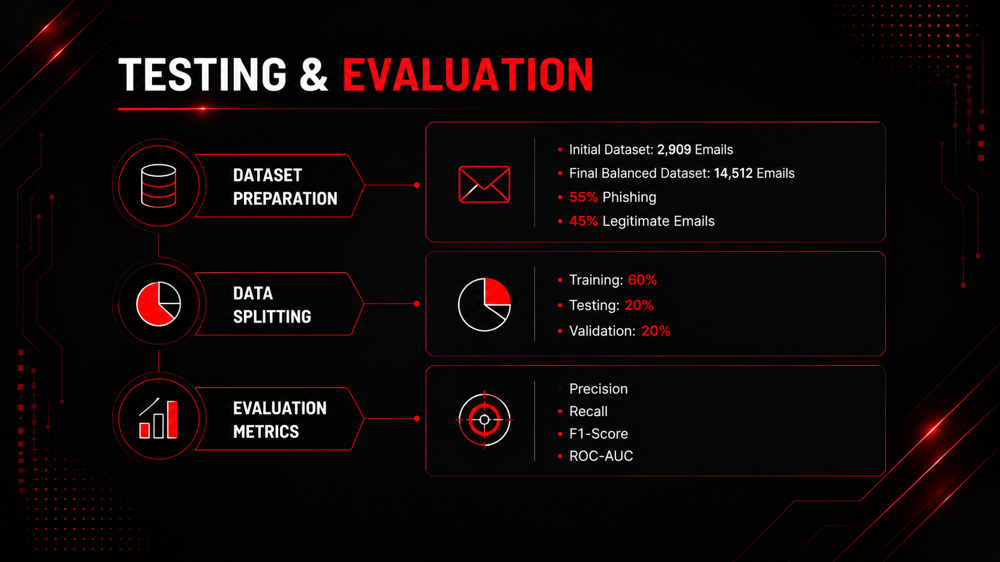 TESTING & EVALUATION
DATASET
PREPARATION
• Initial Dataset: 2,909 Emails
• Final Balanced Dataset: 14,512 Emails
• 55% Phishing
• 45% Legitimate Emails
DATA
SPLITTING
• Training: 60%
• Testing: 20%
• Validation: 20%
EVALUATION
METRICS
• Precision
• Recall
• F1-Score
• ROC-AUC